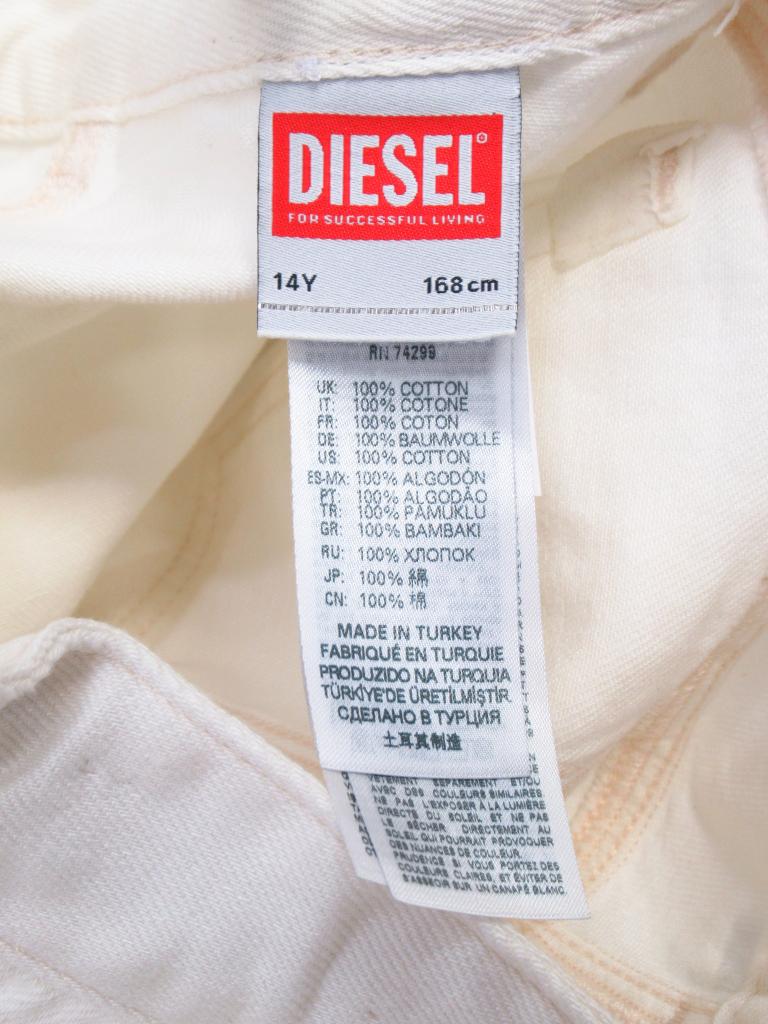 DIESEL
FOR SUCCESSFUL LIVING
14Y 168 cm
RN 74299
UK: 100% COTTON
IT: 100% COTONE
FR: 100% COTON
DE: 100% BAUMWOLLE
US: 100% COTTON
ES-MX: 100% ALGODÓN
PT: 100% ALGODÃO
TR: 100% PAMUKLU
GR: 100% BAMBAKI
RU: 100% ХЛОПОК
JP: 100% 綿
CN: 100% 棉
MADE IN TURKEY
FABRIQUÉ EN TURQUIE
PRODUZIDO NA TURQUIA
TÜRKİYE'DE ÜRETİLMİŞTİR
СДЕЛАНО В ТУРЦИЯ
土耳其制造
SEPAREMENT ET/OU
AVEC DES COULEURS SIMILAIRES.
NE PAS L'EXPOSER À LA LUMIÈRE
DIRECTE DU SOLEIL ET NE PAS
LE SÉCHER DIRECTEMENT AU
SOLEIL QUI POURRAIT PROVOQUER
DES NUANCES DE COULEUR.
PRUDENCE SI VOUS PORTEZ DES
COULEURS CLAIRES, ET ÉVITER DE
S'ASSEOIR SUR UN CANAPÉ BLANC.